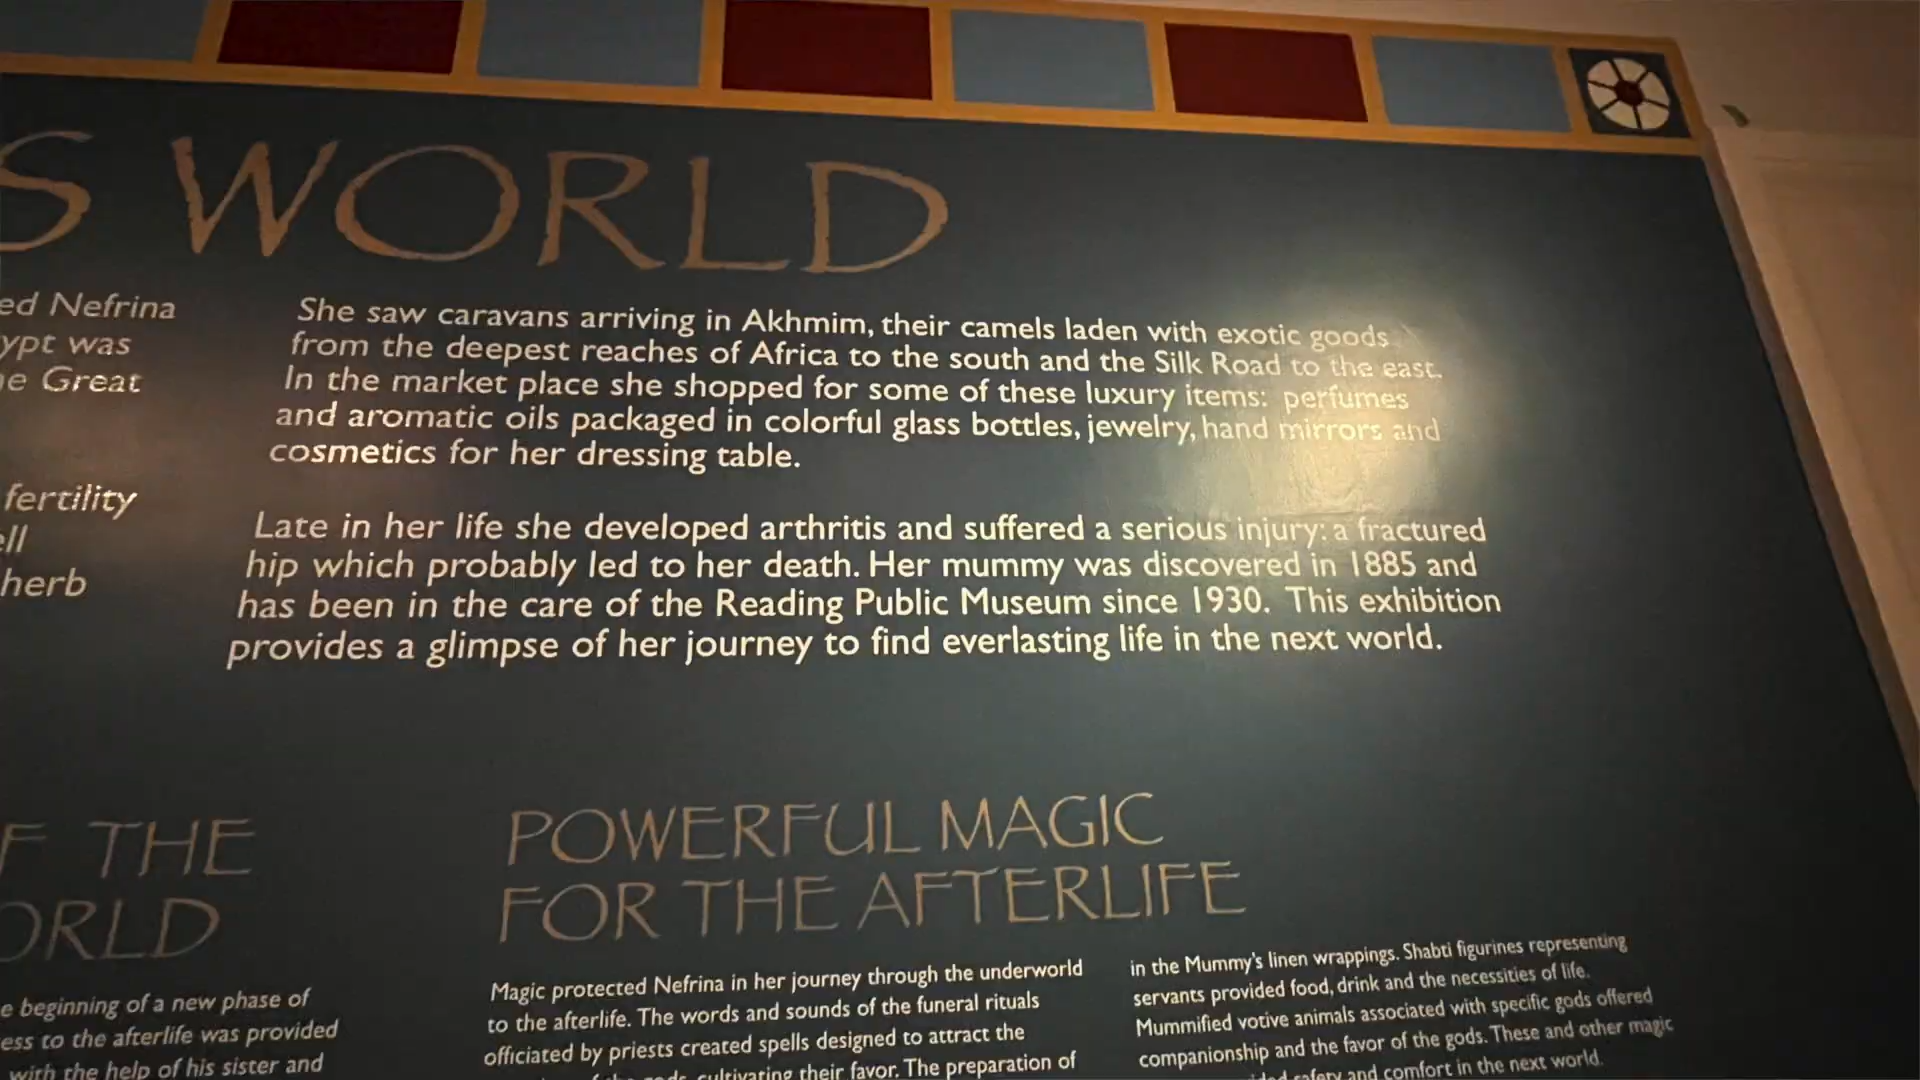 S WORLD
ed Nefrina
ypt was
e Great
fertility
ell
herb
She saw caravans arriving in Akhmim, their camels laden with exotic goods
from the deepest reaches of Africa to the south and the Silk Road to the east.
In the market place she shopped for some of these luxury items: perfumes
and aromatic oils packaged in colorful glass bottles, jewelry, hand mirrors and
cosmetics for her dressing table.
Late in her life she developed arthritis and suffered a serious injury: a fractured
hip which probably led to her death. Her mummy was discovered in 1885 and
has been in the care of the Reading Public Museum since 1930. This exhibition
provides a glimpse of her journey to find everlasting life in the next world.
F THE
ORLD
e beginning of a new phase of
ess to the afterlife was provided
with the help of his sister and
POWERFUL MAGIC
FOR THE AFTERLIFE
Magic protected Nefrina in her journey through the underworld
to the afterlife. The words and sounds of the funeral rituals
officiated by priests created spells designed to attract the
cultivating their favor. The preparation of
in the Mummy's linen wrappings. Shabti figurines representing
servants provided food, drink and the necessities of life.
Mummified votive animals associated with specific gods offered
companionship and the favor of the gods. These and other magic
safety and comfort in the next world.